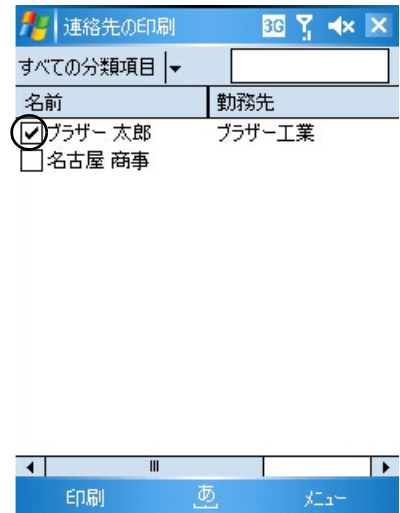 連絡先の印刷 3G
すべての分類項目
名前 勤務先
ブラザー 太郎 ブラザー工業
名古屋 商事
印刷 あ メニュー